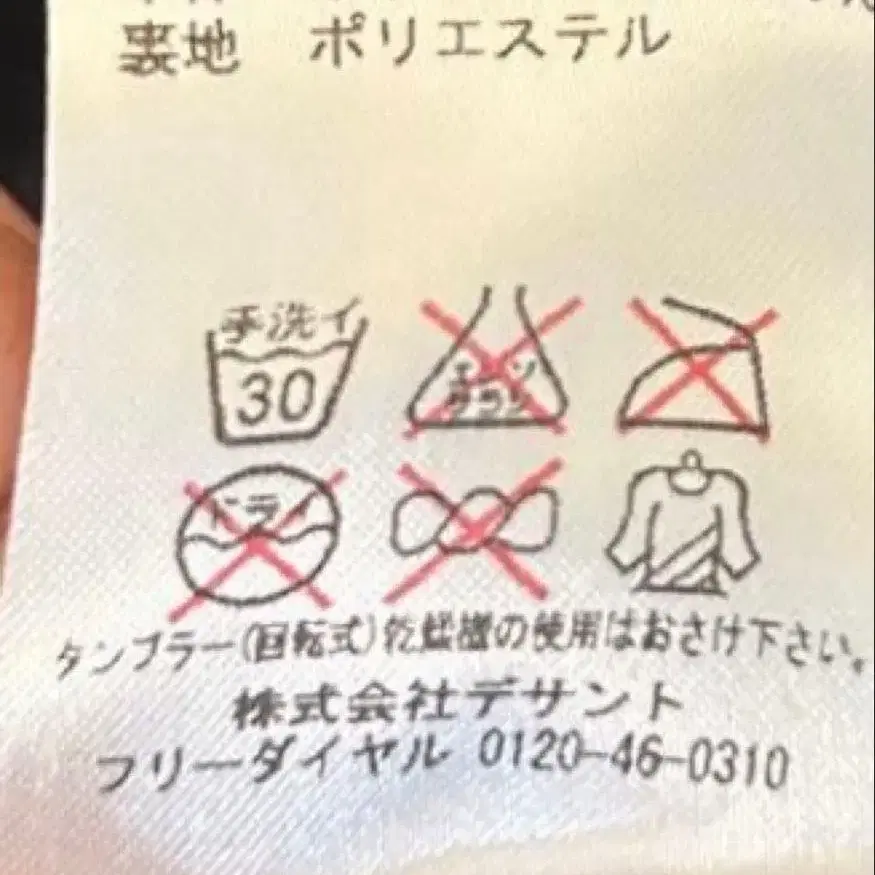 裏地 ポリエステル
手洗イ
30
エンソ
サラシ
ドライ
タンブラー(回転式)乾燥機の使用はおさけ下さい。
株式会社デサント
フリーダイヤル 0120-46-0310